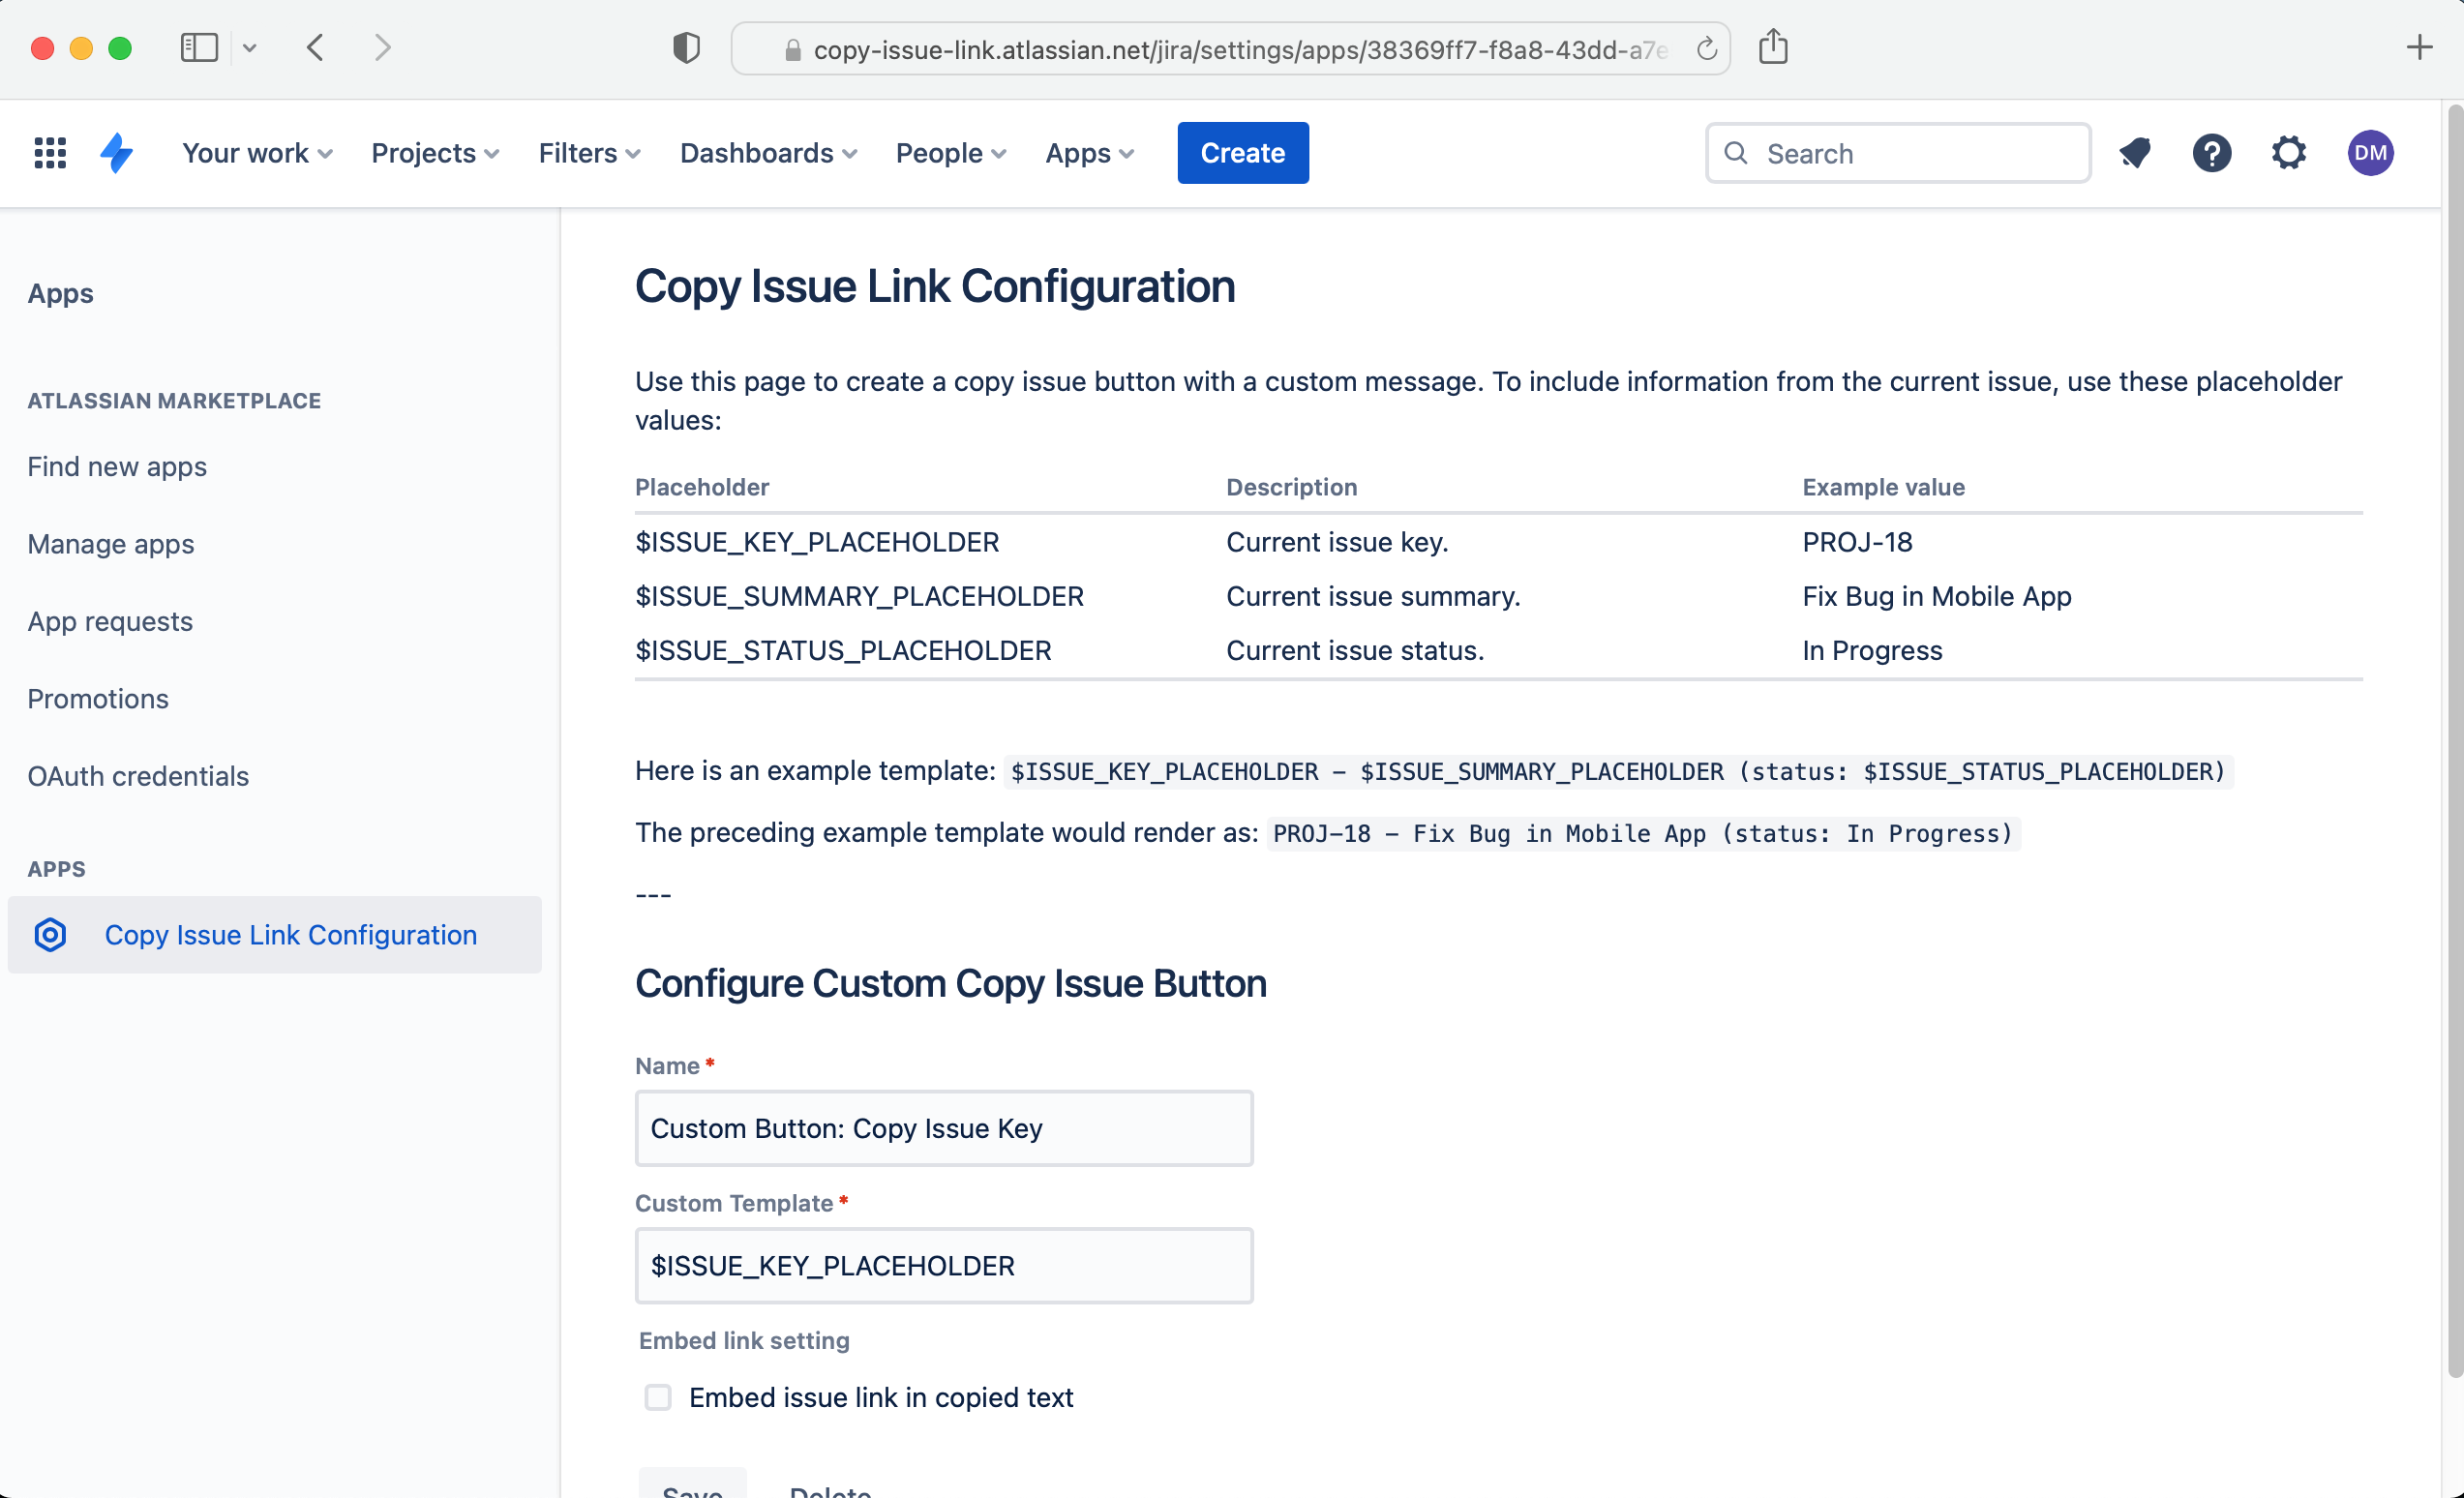 copy-issue-link.atlassian.net/jira/settings/apps/38369ff7-f8a8-43dd-a7e
Your work Projects Filters Dashboards People Apps Create Search ? DM
Apps
ATLASSIAN MARKETPLACE
Find new apps
Manage apps
App requests
Promotions
OAuth credentials
APPS
Copy Issue Link Configuration
Copy Issue Link Configuration
Use this page to create a copy issue button with a custom message. To include information from the current issue, use these placeholder
values:
Placeholder Description Example value
$ISSUE_KEY_PLACEHOLDER Current issue key. PROJ-18
$ISSUE_SUMMARY_PLACEHOLDER Current issue summary. Fix Bug in Mobile App
$ISSUE_STATUS_PLACEHOLDER Current issue status. In Progress
Here is an example template: $ISSUE_KEY_PLACEHOLDER – $ISSUE_SUMMARY_PLACEHOLDER (status: $ISSUE_STATUS_PLACEHOLDER)
The preceding example template would render as: PROJ–18 – Fix Bug in Mobile App (status: In Progress)
---
Configure Custom Copy Issue Button
Name *
Custom Button: Copy Issue Key
Custom Template *
$ISSUE_KEY_PLACEHOLDER
Embed link setting
Embed issue link in copied text
Save Delete